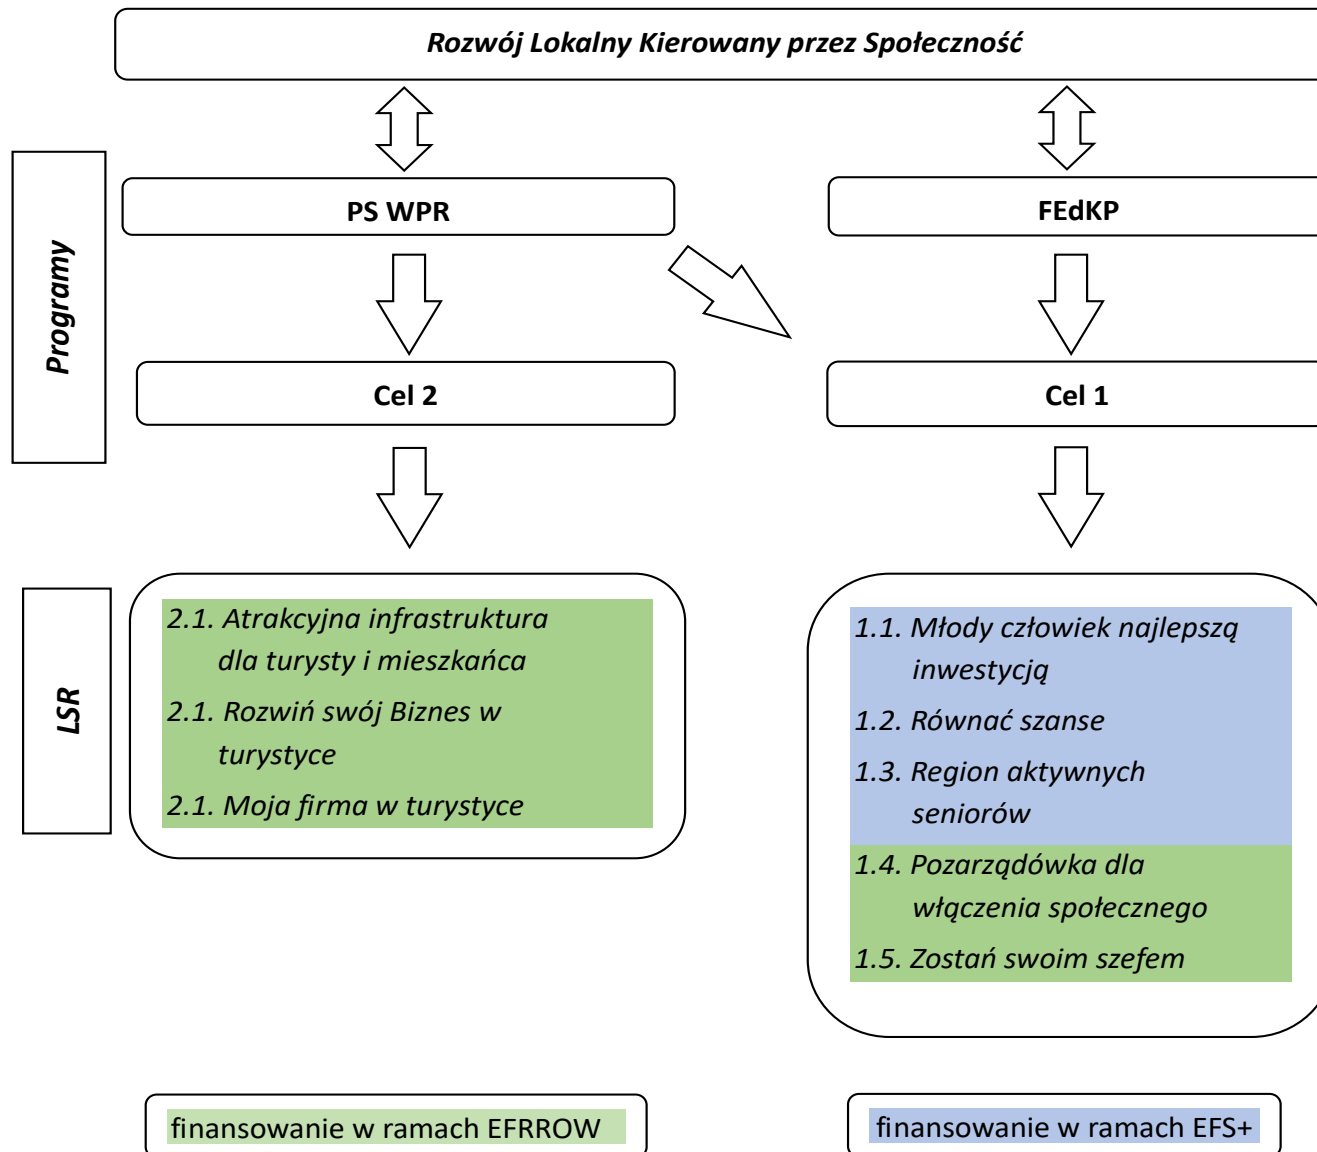 Rozwój Lokalny Kierowany przez Społeczność
Programy
PS WPR
FEdKP
Cel 2
Cel 1
LSR
2.1. Atrakcyjna infrastruktura
dla turysty i mieszkańca
2.1. Rozwiń swój Biznes w
turystyce
2.1. Moja firma w turystyce
1.1. Młody człowiek najlepszą
inwestycją
1.2. Równać szanse
1.3. Region aktywnych
seniorów
1.4. Pozarządówka dla
włączenia społecznego
1.5. Zostań swoim szefem
finansowanie w ramach EFRROW
finansowanie w ramach EFS+